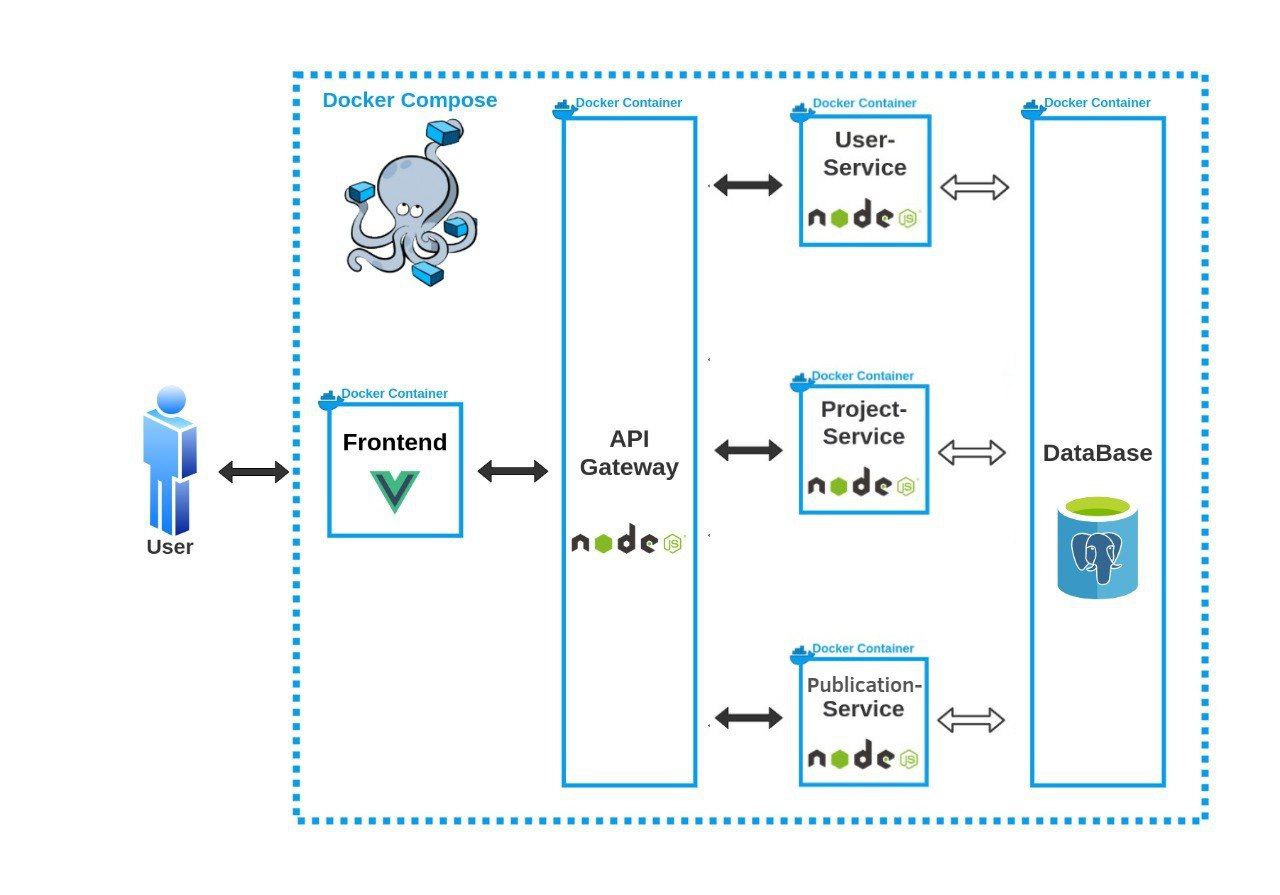 Docker Compose
Docker Container
Docker Container
User-
Service
node
JS
Docker Container
Docker Container
Frontend
API
Gateway
node
JS
Docker Container
Project-
Service
node
JS
DataBase
User
Docker Container
Publication-
Service
node
JS